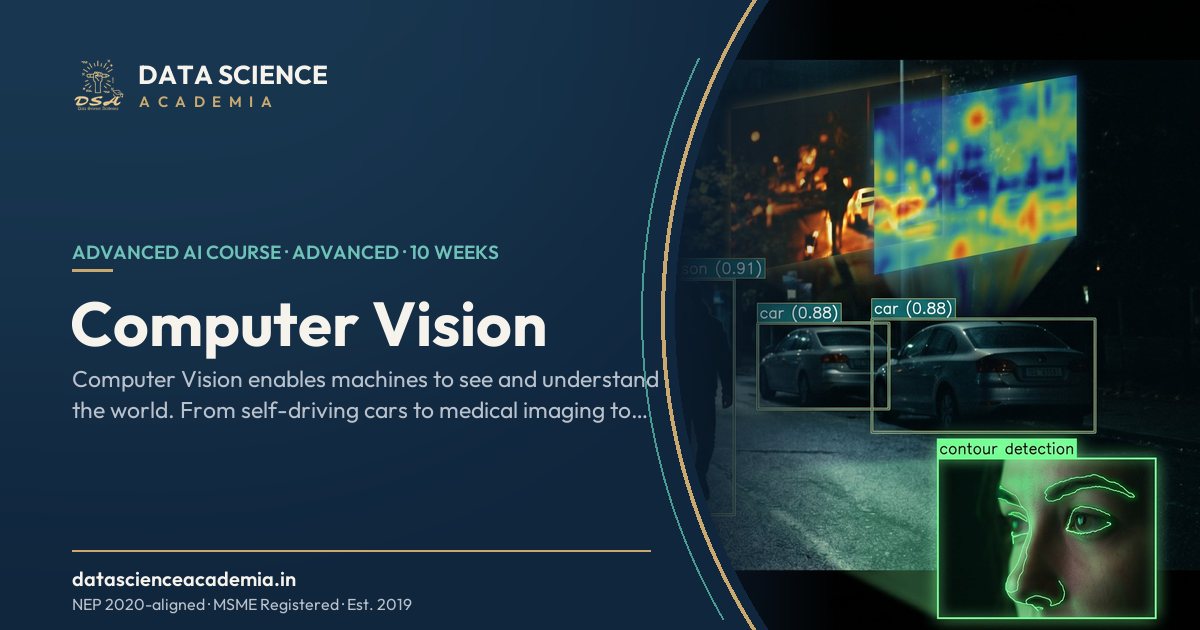 DATA SCIENCE
ACADEMIA
DSA
ADVANCED AI COURSE · ADVANCED · 10 WEEKS
Computer Vision
Computer Vision enables machines to see and understand
the world. From self-driving cars to medical imaging to...
datascienceacademia.in
NEP 2020-aligned · MSME Registered · Est. 2019
son (0.91)
car (0.88)
car (0.88)
contour detection